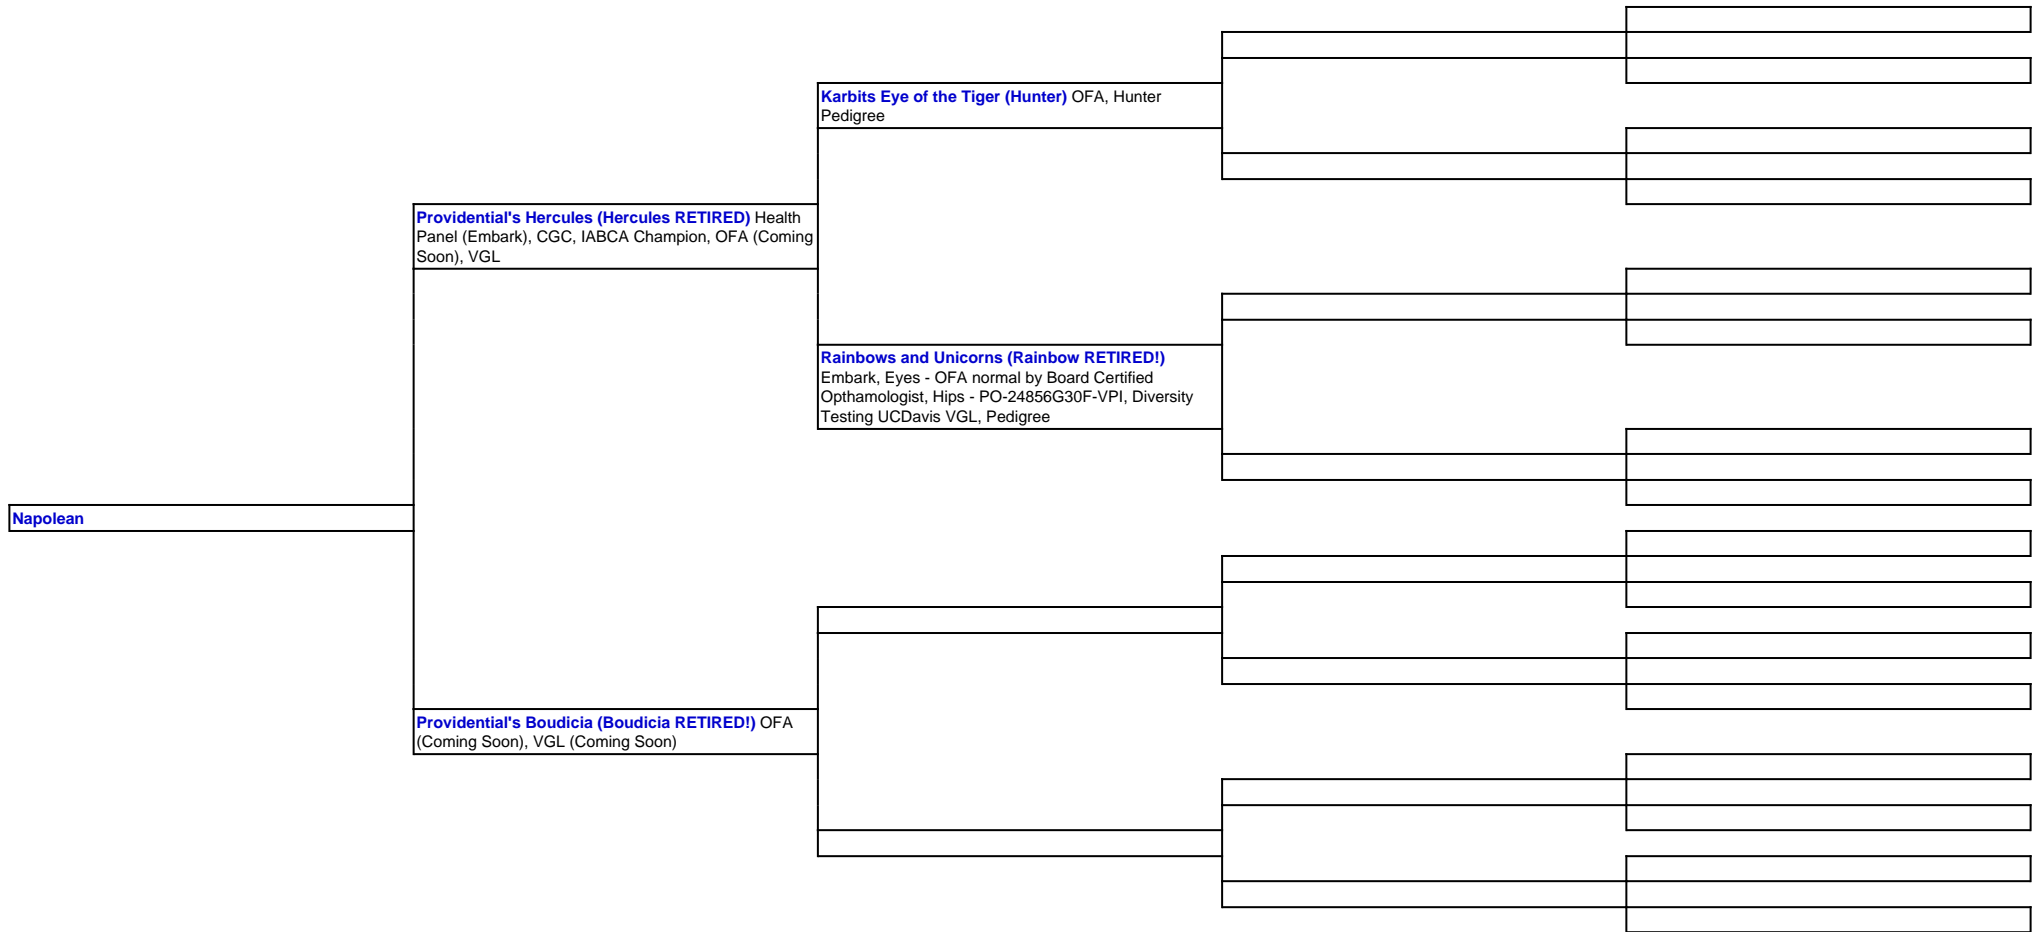 Karbits Eye of the Tiger (Hunter) OFA, Hunter
Pedigree
Providential's Hercules (Hercules RETIRED) Health
Panel (Embark), CGC, IABCA Champion, OFA (Coming
Soon), VGL
Rainbows and Unicorns (Rainbow RETIRED!)
Embark, Eyes - OFA normal by Board Certified
Opthamologist, Hips - PO-24856G30F-VPI, Diversity
Testing UCDavis VGL, Pedigree
Napolean
Providential's Boudicia (Boudicia RETIRED!) OFA
(Coming Soon), VGL (Coming Soon)